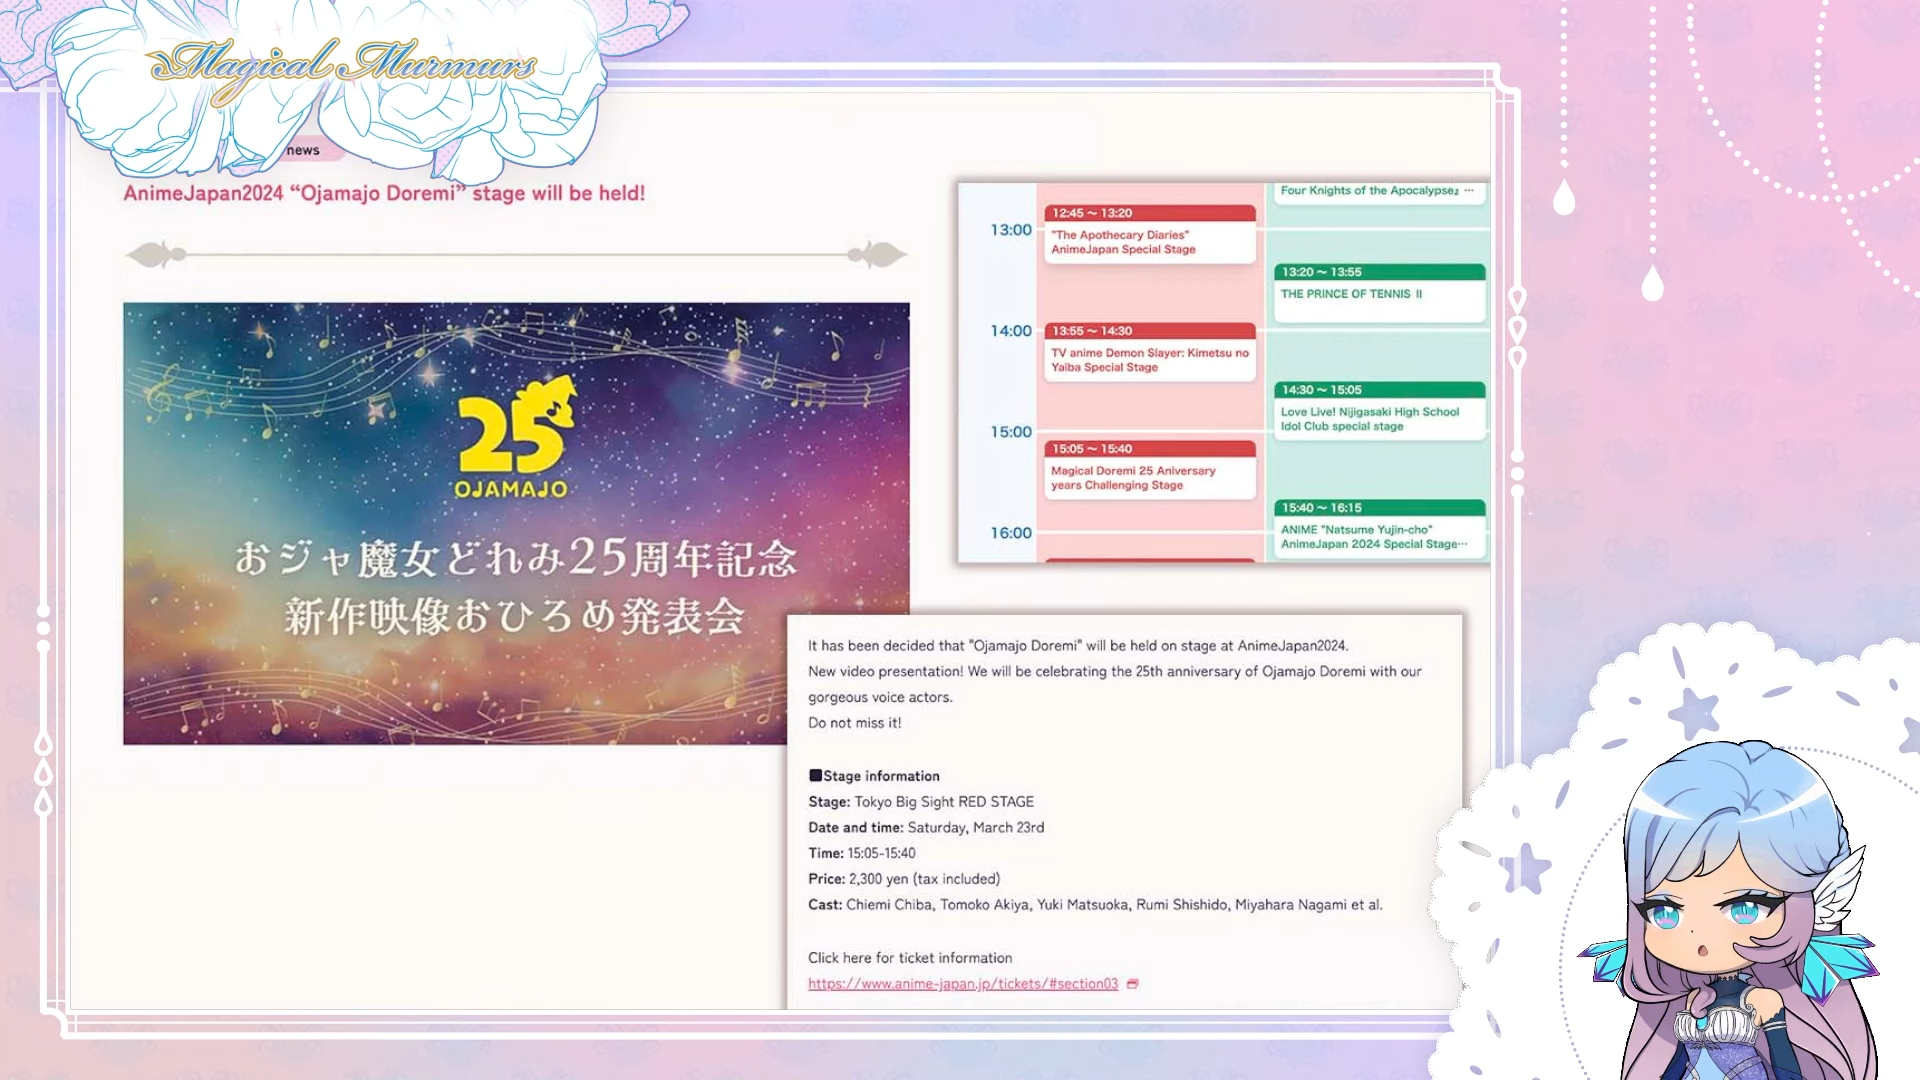 Magical Murmurs
news
AnimeJapan2024 “Ojamajo Doremi” stage will be held!
25
OJAMAJO
おジャ魔女どれみ25周年記念
新作映像おひろめ発表会
13:00
14:00
15:00
16:00
12:45 ～ 13:20
"The Apothecary Diaries"
AnimeJapan Special Stage
13:55 ～ 14:30
TV anime Demon Slayer: Kimetsu no
Yaiba Special Stage
15:05 ～ 15:40
Magical Doremi 25 Aniversary
years Challenging Stage
Four Knights of the Apocalypse』 ···
13:20 ～ 13:55
THE PRINCE OF TENNIS Ⅱ
14:30 ～ 15:05
Love Live! Nijigasaki High School
Idol Club special stage
15:40 ～ 16:15
ANIME "Natsume Yujin-cho"
AnimeJapan 2024 Special Stage···
It has been decided that "Ojamajo Doremi" will be held on stage at AnimeJapan2024.
New video presentation! We will be celebrating the 25th anniversary of Ojamajo Doremi with our
gorgeous voice actors.
Do not miss it!
■Stage information
Stage: Tokyo Big Sight RED STAGE
Date and time: Saturday, March 23rd
Time: 15:05-15:40
Price: 2,300 yen (tax included)
Cast: Chiemi Chiba, Tomoko Akiya, Yuki Matsuoka, Rumi Shishido, Miyahara Nagami et al.
Click here for ticket information
https://www.anime-japan.jp/tickets/#section03